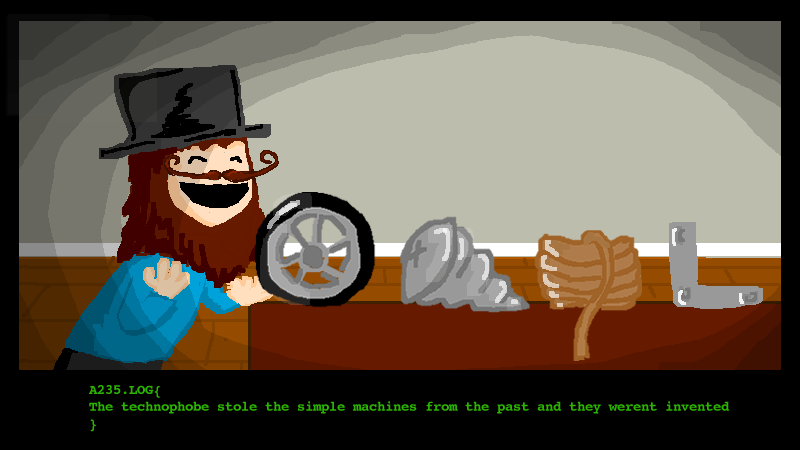 A235.LOG{
The technophobe stole the simple machines from the past and they werent invented
}